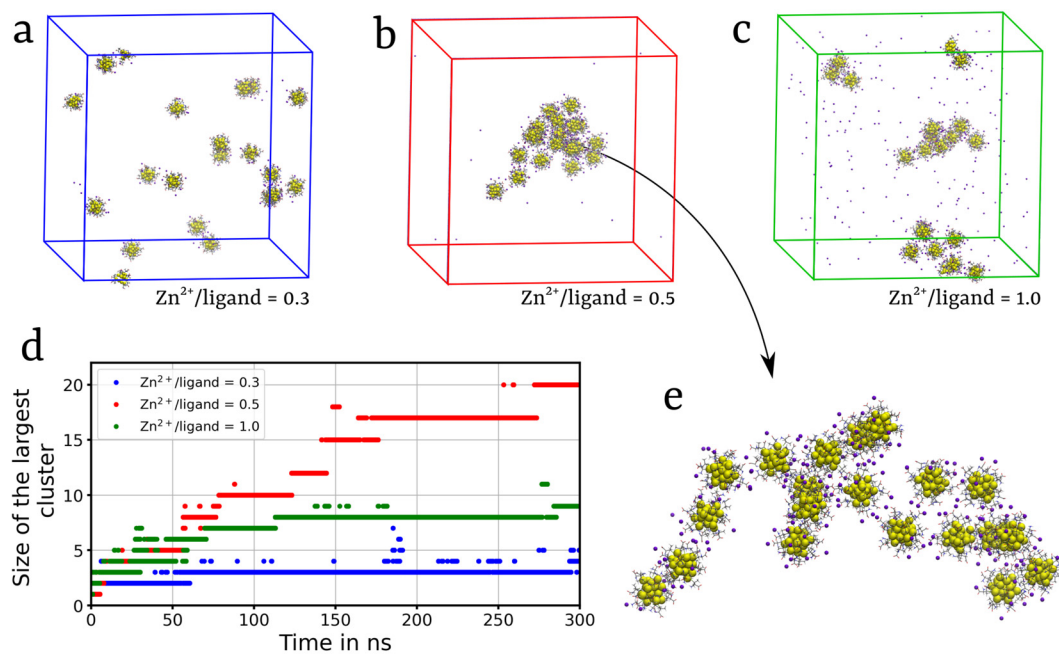 a
b
c
Zn²⁺/ligand = 0.3
Zn²⁺/ligand = 0.5
Zn²⁺/ligand = 1.0
d
20
15
10
5
0
Size of the largest
cluster
Zn²⁺/ligand = 0.3
Zn²⁺/ligand = 0.5
Zn²⁺/ligand = 1.0
0 50 100 150 200 250 300
Time in ns
e